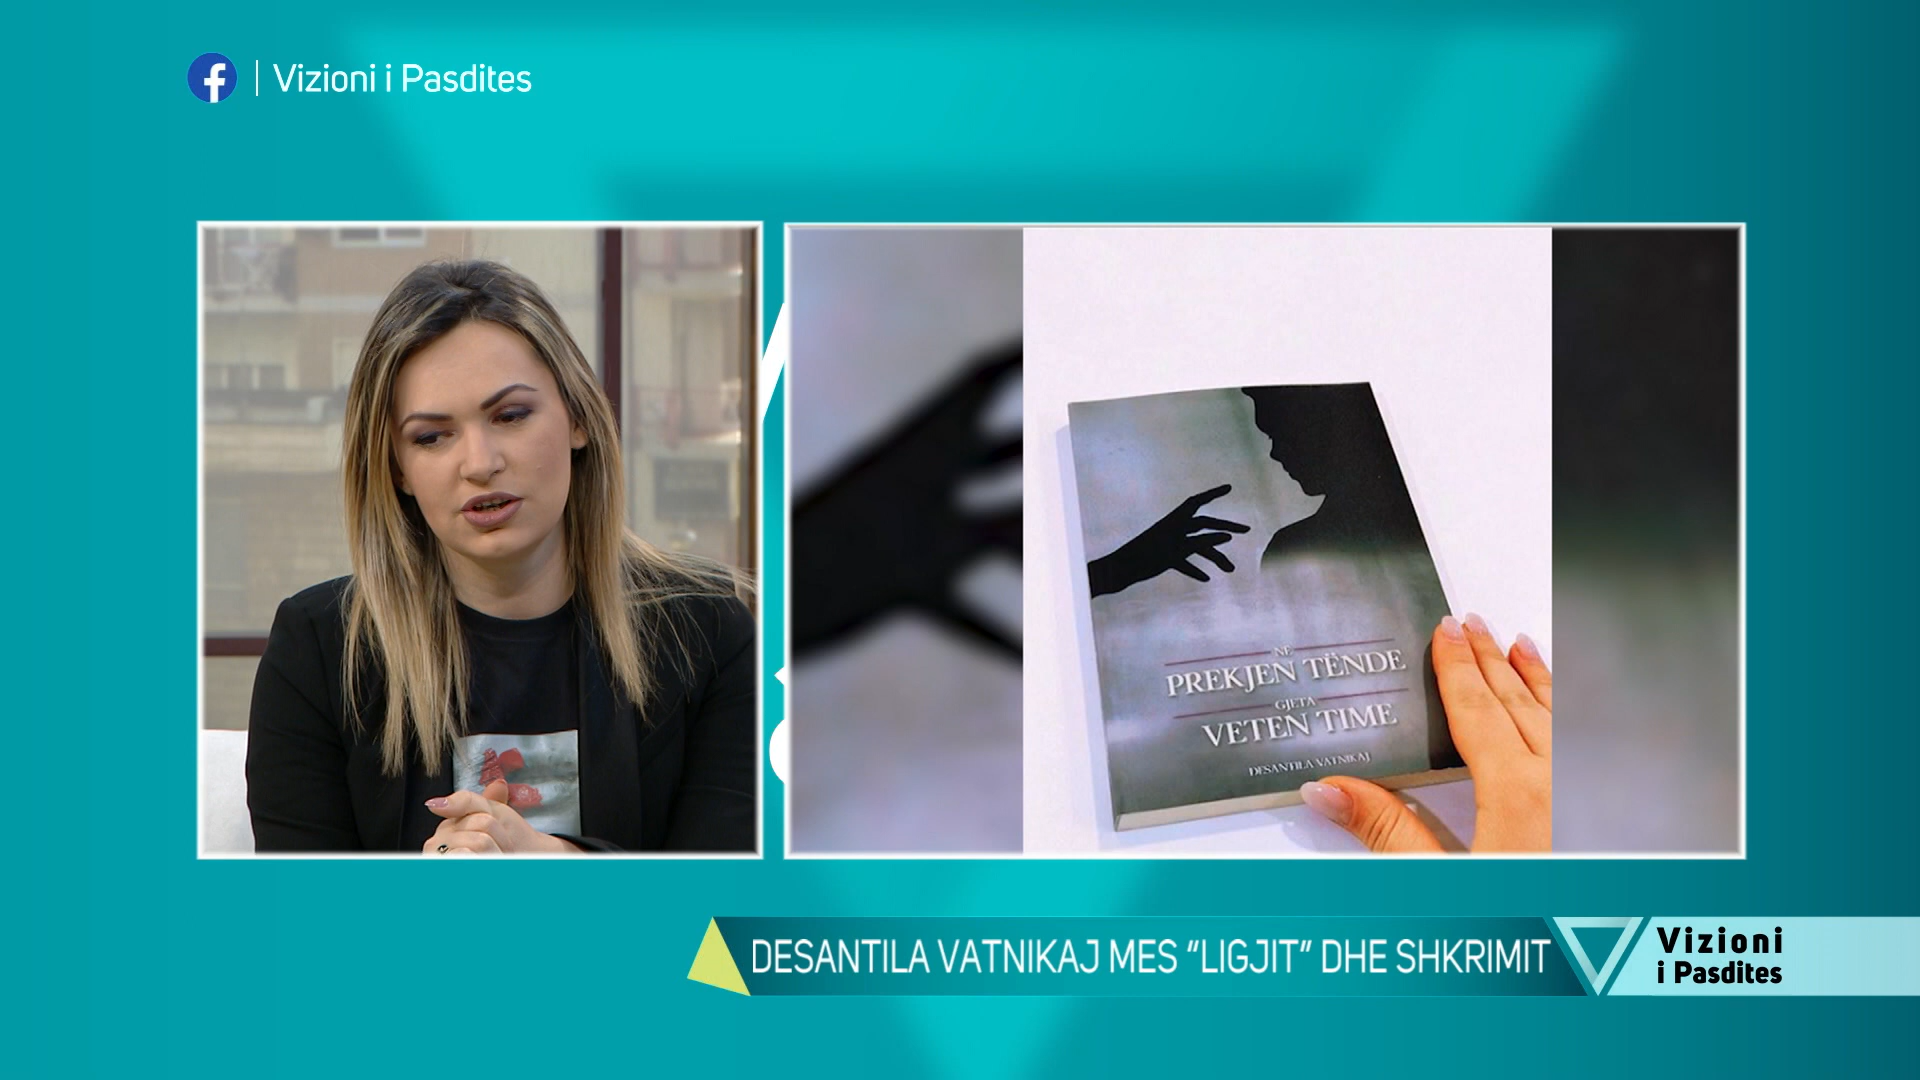 Vizioni i Pasdites
NË
PREKJEN TËNDE
GJETA
VETEN TIME
DESANTILA VATNIKAJ
DESANTILA VATNIKAJ MES “LIGJIT” DHE SHKRIMIT
Vizioni
i Pasdites